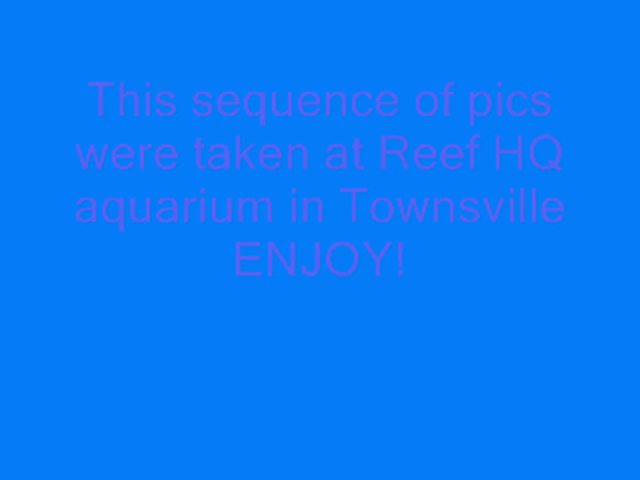 This sequence of pics
were taken at Reef HQ
aquarium in Townsville
ENJOY!